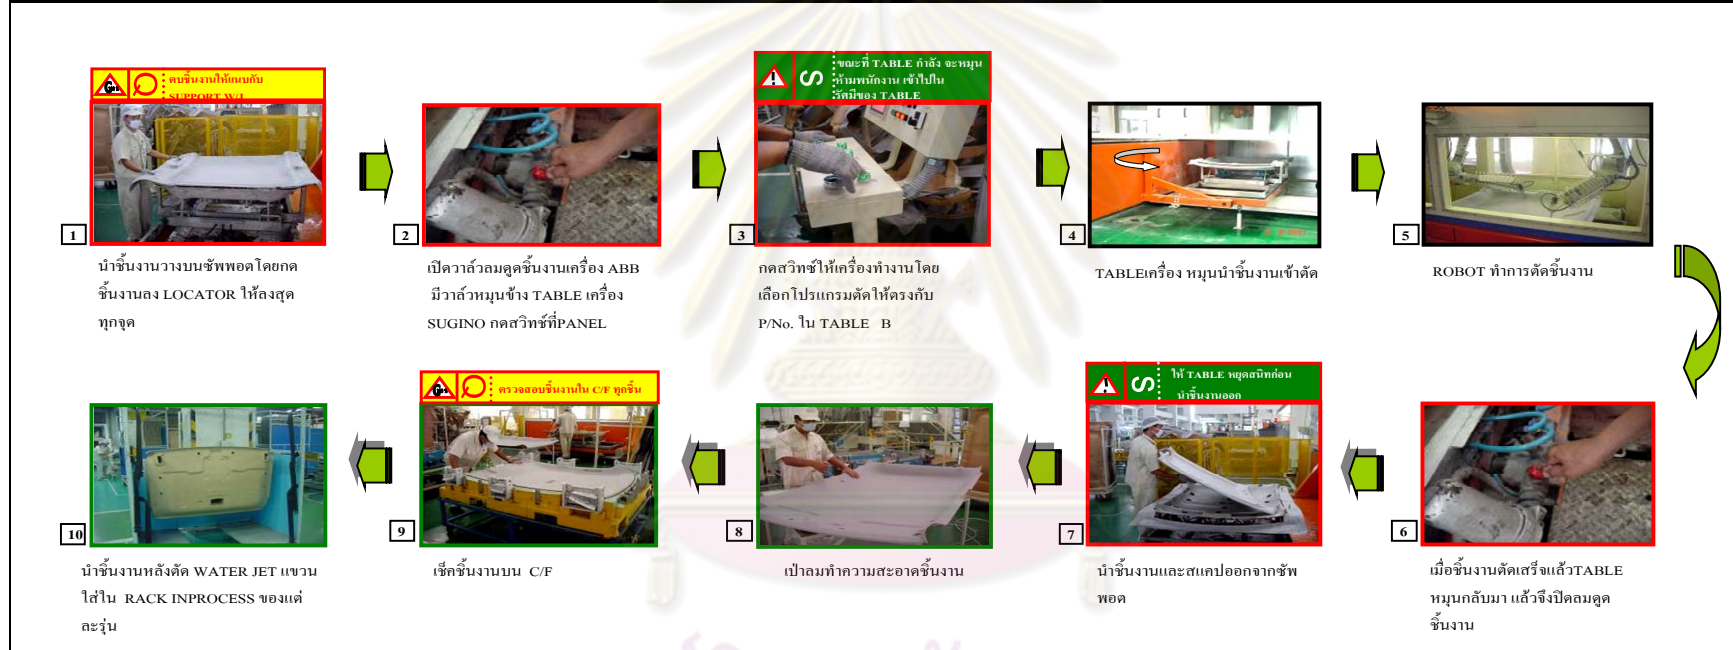 ตบชิ้นงานให้แนบกับ
SUPPORT W/J
1
นำชิ้นงานวางบนซัพพอตโดยกด
ชิ้นงานลง LOCATOR ให้ลงสุด
ทุกจุด
2
เปิดวาล์วลมดูดชิ้นงานเครื่อง ABB
มีวาล์วหมุนข้าง TABLE เครื่อง
SUGINO กดสวิทช์ที่PANEL
S
ขณะที่ TABLE กำลัง จะหมุน
ห้ามพนักงาน เข้าไปใน
รัศมีของ TABLE
3
กดสวิทซ์ให้เครื่องทำงานโดย
เลือกโปรแกรมตัดให้ตรงกับ
P/No. ใน TABLE B
4
TABLEเครื่อง หมุนนำชิ้นงานเข้าตัด
5
ROBOT ทำการตัดชิ้นงาน
6
เมื่อชิ้นงานตัดเสร็จแล้วTABLE
หมุนกลับมา แล้วจึงปิดลมดูด
ชิ้นงาน
S
ให้ TABLE หยุดสนิทก่อน
นำชิ้นงานออก
7
นำชิ้นงานและสแคปออกจากซัพ
พอต
8
เป่าลมทำความสะอาดชิ้นงาน
Q
ตรวจสอบชิ้นงานใน C/F ทุกชิ้น
9
เช็คชิ้นงานบน C/F
10
นำชิ้นงานหลังตัด WATER JET แขวน
ใส่ใน RACK INPROCESS ของแต่
ละรุ่น